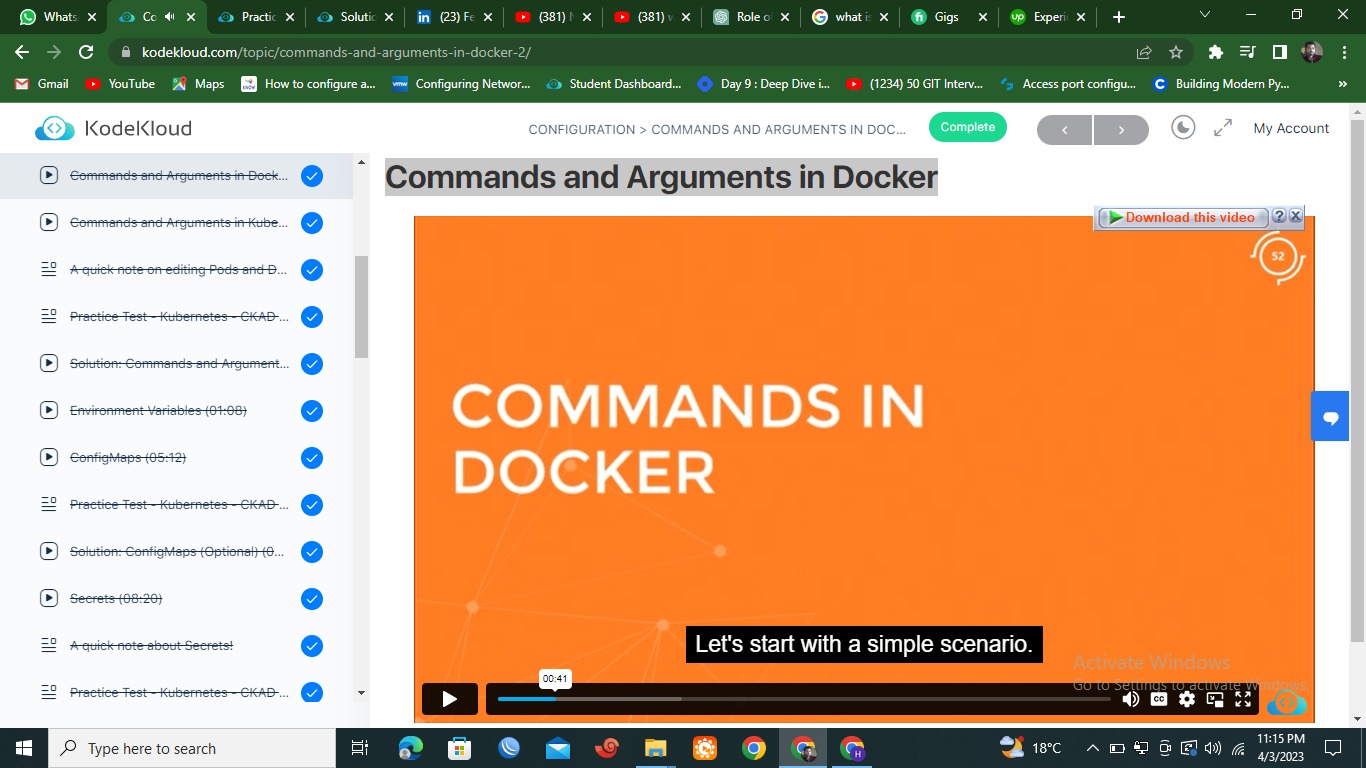 Whats
Co
Practic
Solutic
(23) Fe
(381)
(381)
Role o
what is
Gigs
Experi
kodekloud.com/topic/commands-and-arguments-in-docker-2/
Gmail
YouTube
Maps
How to configure a...
Configuring Networ...
Student Dashboard...
Day 9 : Deep Dive i...
(1234) 50 GIT Interv...
Access port configu...
Building Modern Py...
»
KodeKloud
CONFIGURATION > COMMANDS AND ARGUMENTS IN DOC...
Complete
My Account
Commands and Arguments in Dock...
Commands and Arguments in Kube...
A quick note on editing Pods and D...
Practice Test - Kubernetes - CKAD ...
Solution: Commands and Argument...
Environment Variables (01:08)
ConfigMaps (05:12)
Practice Test - Kubernetes - CKAD ...
Solution: ConfigMaps (Optional) (0...
Secrets (08:20)
A quick note about Secrets!
Practice Test - Kubernetes - CKAD ...
Commands and Arguments in Docker
Download this video
52
COMMANDS IN
DOCKER
Let's start with a simple scenario.
00:41
Activate Windows
Go to Settings to activate Windows.
Type here to search
18°C
11:15 PM
4/3/2023